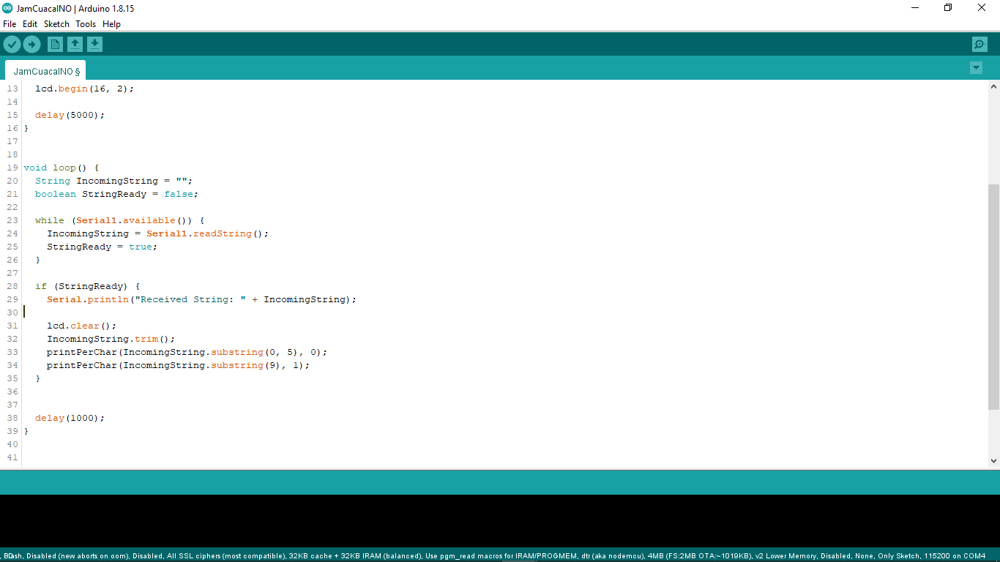 JamCuacaINO | Arduino 1.8.15
File Edit Sketch Tools Help
JamCuacaINO §
13 lcd.begin(16, 2);
14
15 delay(5000);
16 }
17
18
19 void loop() {
20 String IncomingString = "";
21 boolean StringReady = false;
22
23 while (Serial1.available()) {
24 IncomingString = Serial1.readString();
25 StringReady = true;
26 }
27
28 if (StringReady) {
29 Serial.println("Received String: " + IncomingString);
30
31 lcd.clear();
32 IncomingString.trim();
33 printPerChar(IncomingString.substring(0, 5), 0);
34 printPerChar(IncomingString.substring(9), 1);
35 }
36
37
38 delay(1000);
39 }
40
41
ash, Disabled (new aborts on oom), Disabled, All SSL ciphers (most compatible), 32KB cache + 32KB IRAM (balanced), Use pgm_read macros for IRAM/PROGMEM, dtr (aka nodemcu), 4MB (FS:2MB OTA:~1019KB), v2 Lower Memory, Disabled, None, Only Sketch, 115200 on COM4